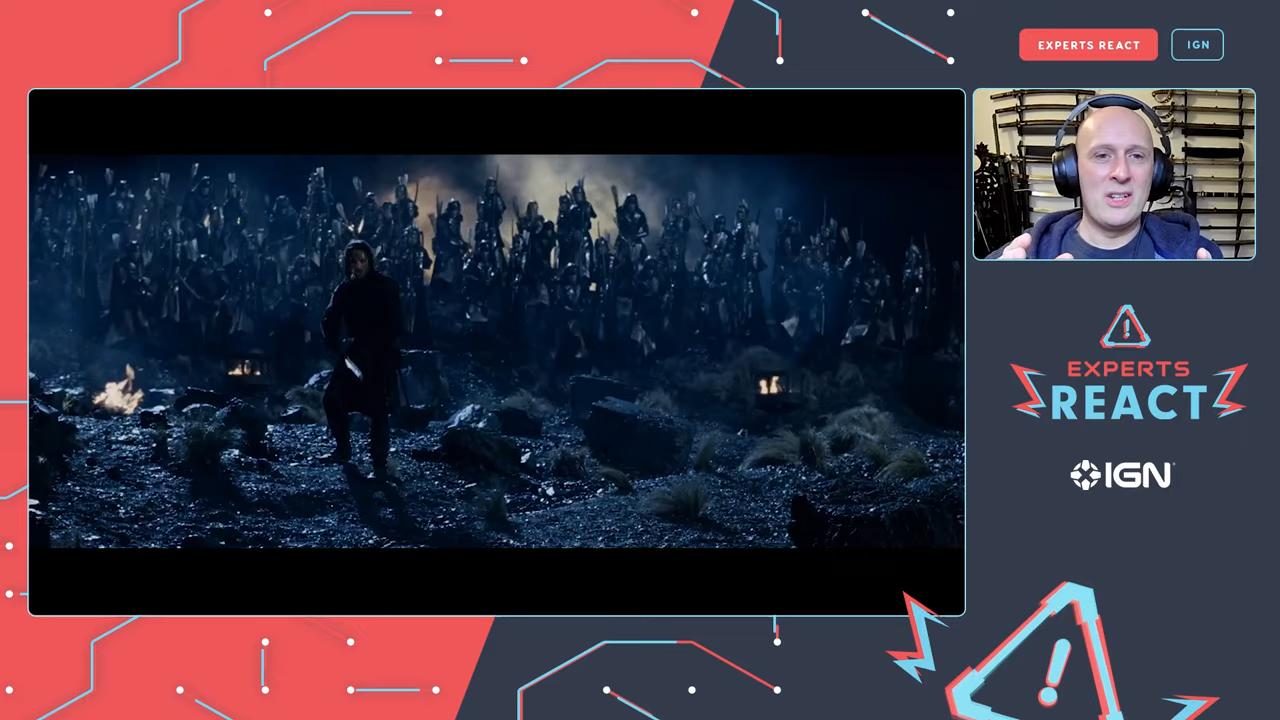 EXPERTS REACT
IGN
EXPERTS
REACT
IGN